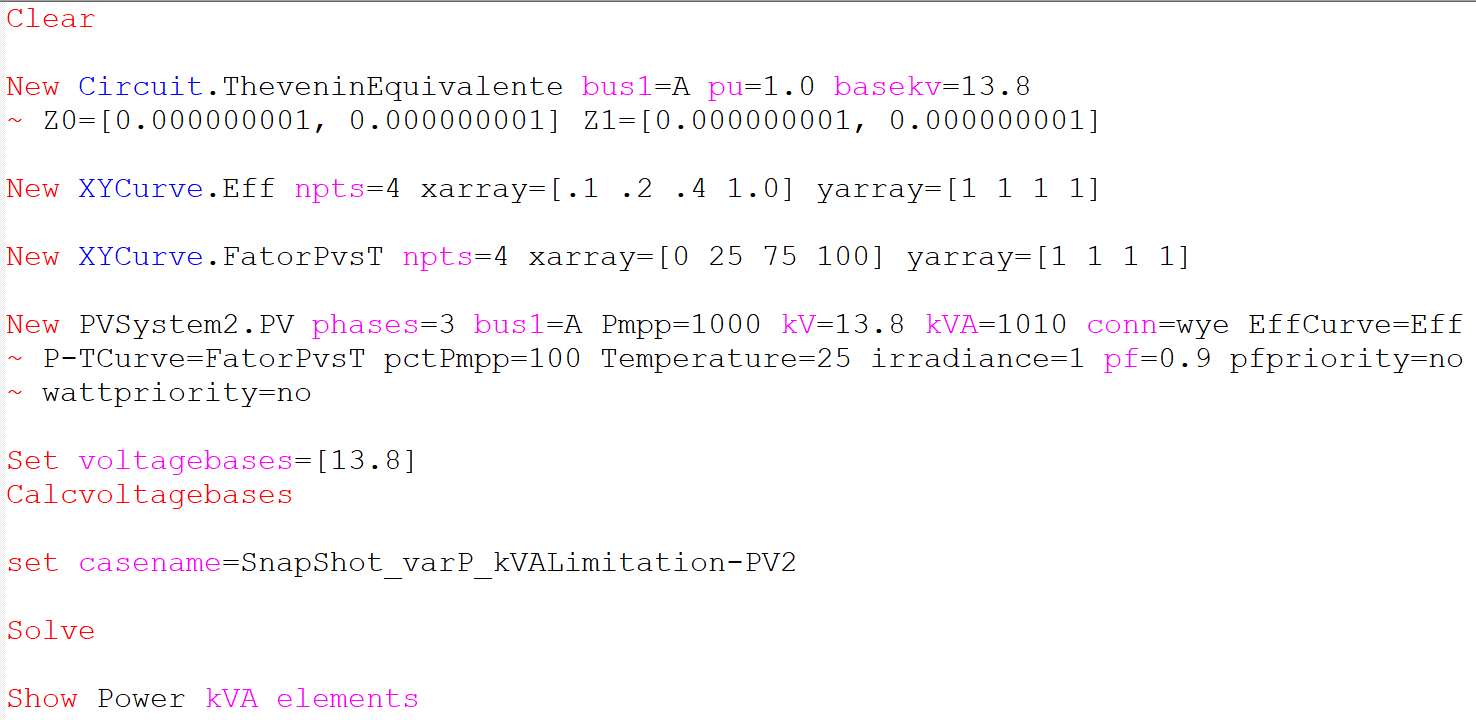 Clear
New Circuit.TheveninEquivalente bus1=A pu=1.0 basekv=13.8
~ Z0=[0.000000001, 0.000000001] Z1=[0.000000001, 0.000000001]
New XYCurve.Eff npts=4 xarray=[.1 .2 .4 1.0] yarray=[1 1 1 1]
New XYCurve.FatorPvsT npts=4 xarray=[0 25 75 100] yarray=[1 1 1 1]
New PVSystem2.PV phases=3 bus1=A Pmpp=1000 kV=13.8 kVA=1010 conn=wye EffCurve=Eff
~ P-TCurve=FatorPvsT pctPmpp=100 Temperature=25 irradiance=1 pf=0.9 pfpriority=no
~ wattpriority=no
Set voltagebases=[13.8]
Calcvoltagebases
set casename=SnapShot_varP_kVALimitation-PV2
Solve
Show Power kVA elements